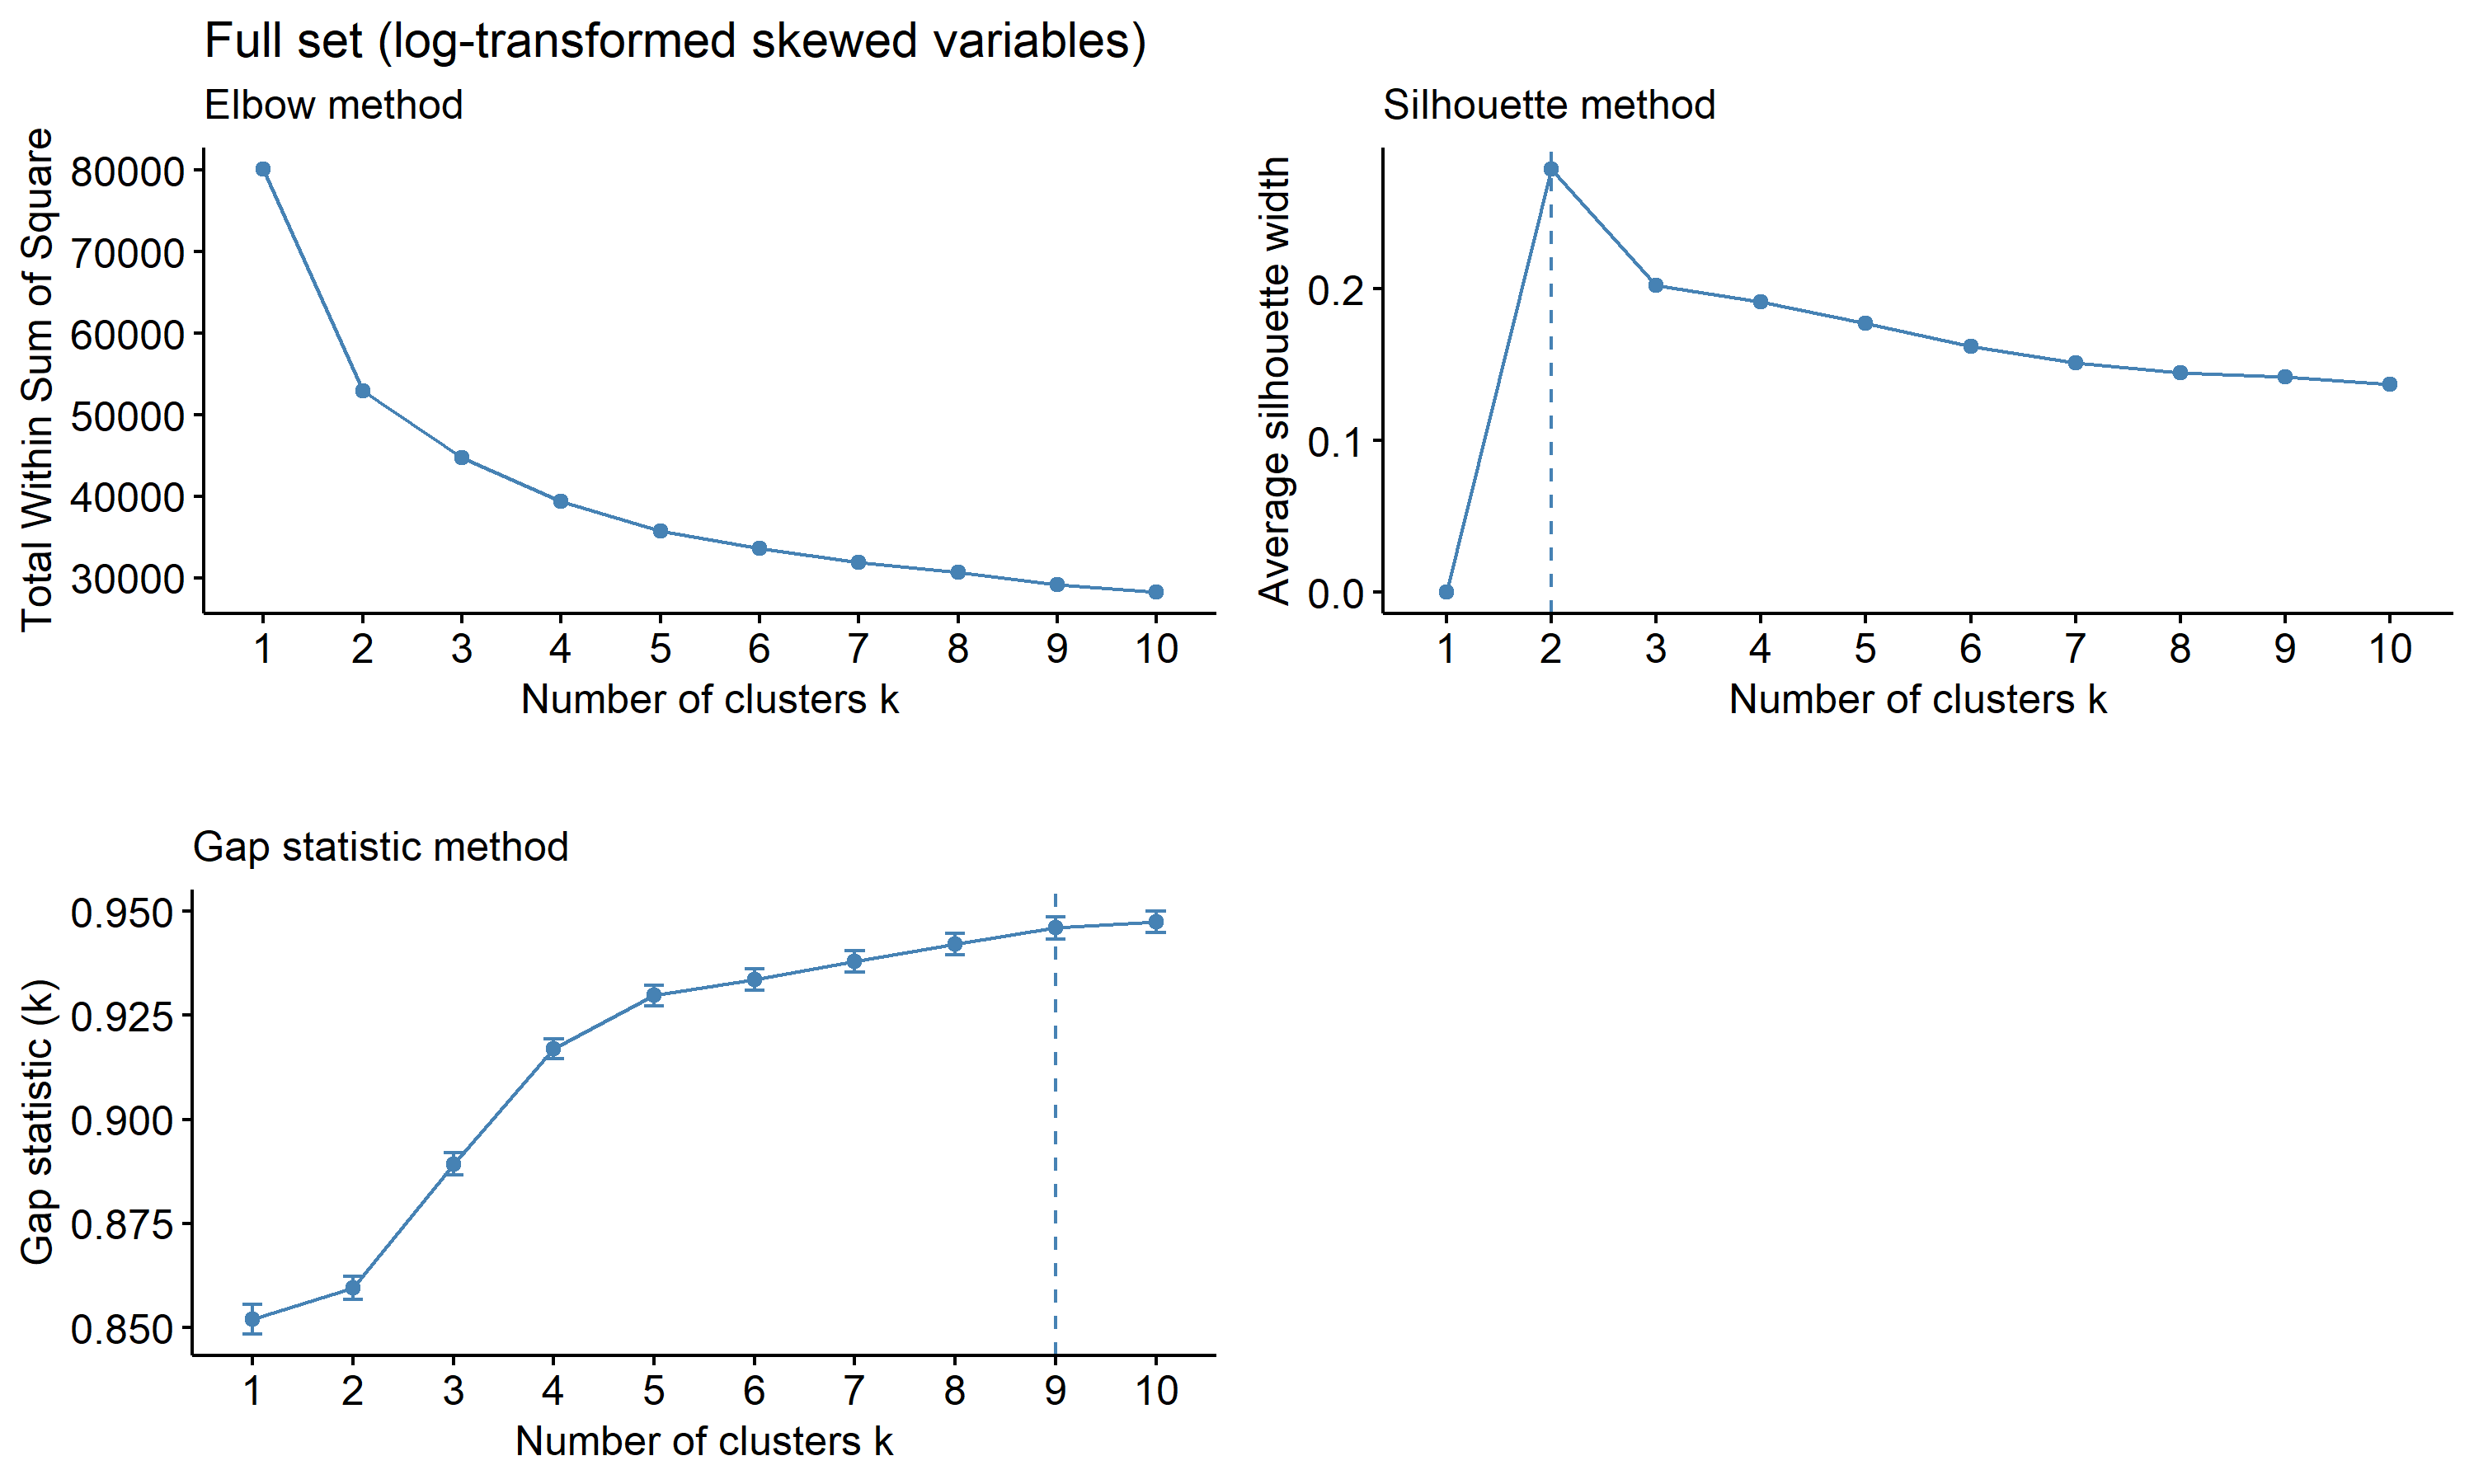 Full set (log-transformed skewed variables)
Elbow method
Total Within Sum of Square
80000
70000
60000
50000
40000
30000
1 2 3 4 5 6 7 8 9 10
Number of clusters k
Silhouette method
Average silhouette width
0.2
0.1
0.0
1 2 3 4 5 6 7 8 9 10
Number of clusters k
Gap statistic method
Gap statistic (k)
0.950
0.925
0.900
0.875
0.850
1 2 3 4 5 6 7 8 9 10
Number of clusters k